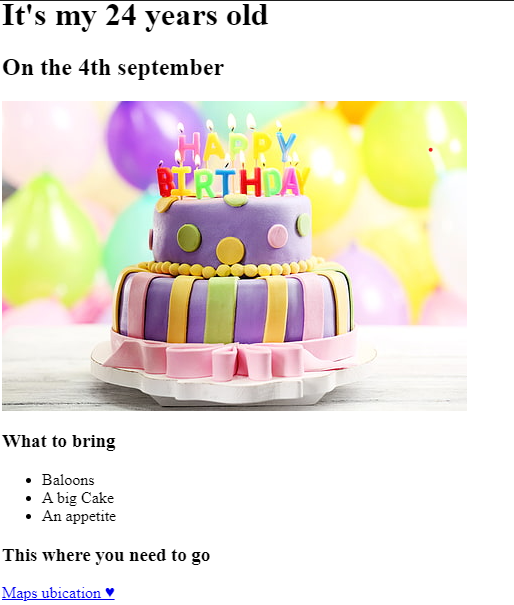 It's my 24 years old
On the 4th september
HAPPY
BIRTHDAY
What to bring
Baloons
A big Cake
An appetite
This where you need to go
Maps ubication ♥